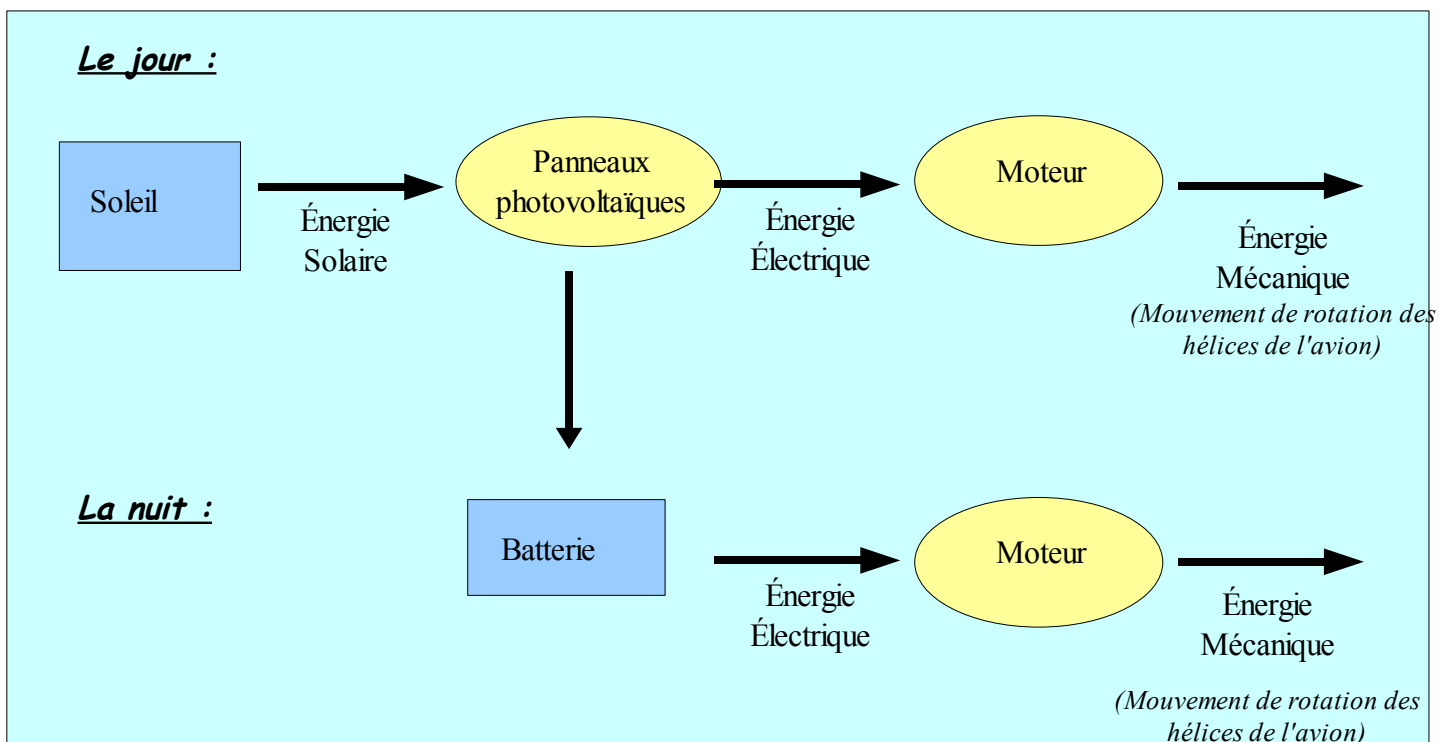 Le jour :
Soleil
Énergie
Solaire
Panneaux
photovoltaïques
Énergie
Électrique
Moteur
Énergie
Mécanique
(Mouvement de rotation des
hélices de l'avion)
La nuit :
Batterie
Énergie
Électrique
Moteur
Énergie
Mécanique
(Mouvement de rotation des
hélices de l'avion)